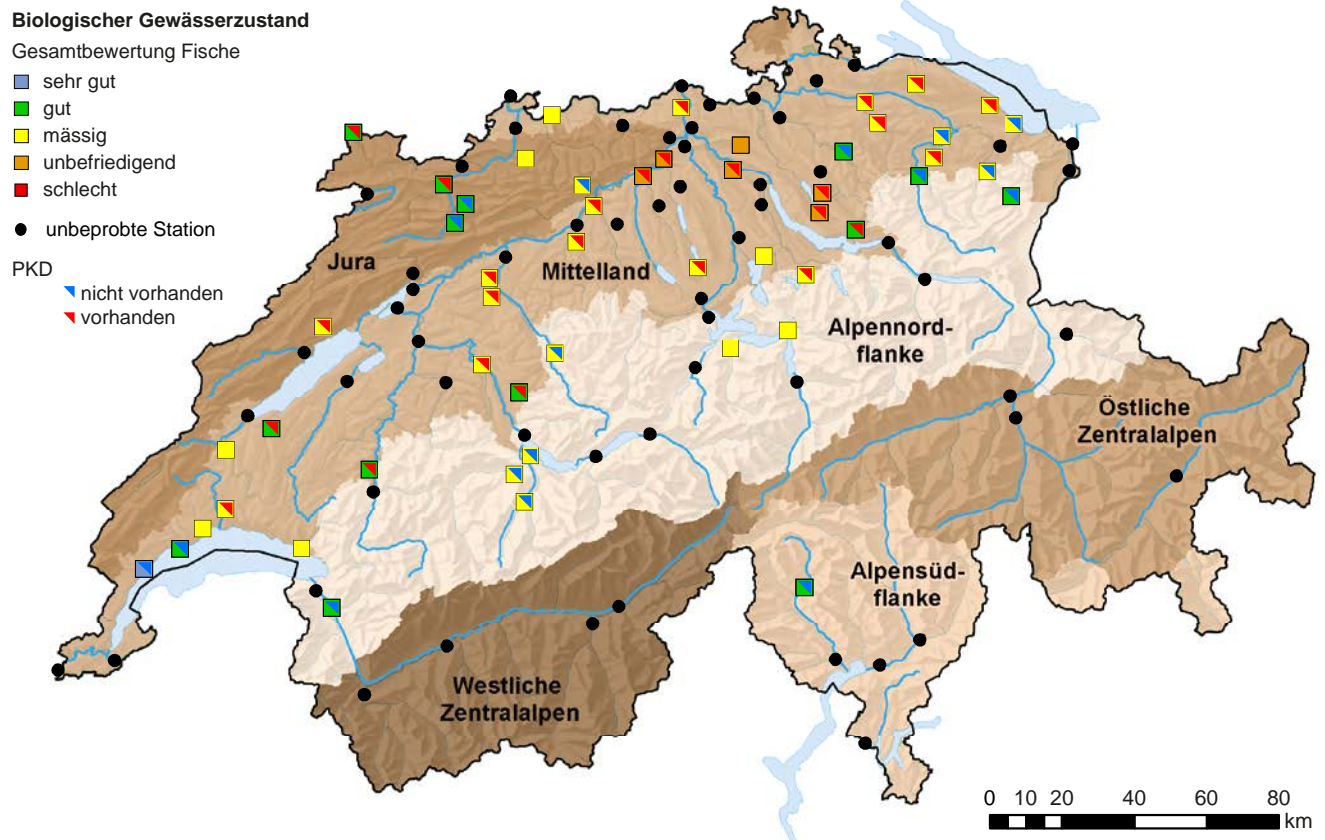 Biologischer Gewässerzustand
Gesamtbewertung Fische
sehr gut
gut
mässig
unbefriedigend
schlecht
unbeprobte Station
PKD
nicht vorhanden
vorhanden
Jura
Mittelland
Alpennord-
flanke
Östliche
Zentralalpen
Alpensüd-
flanke
Westliche
Zentralalpen
0 10 20 40 60 80
km